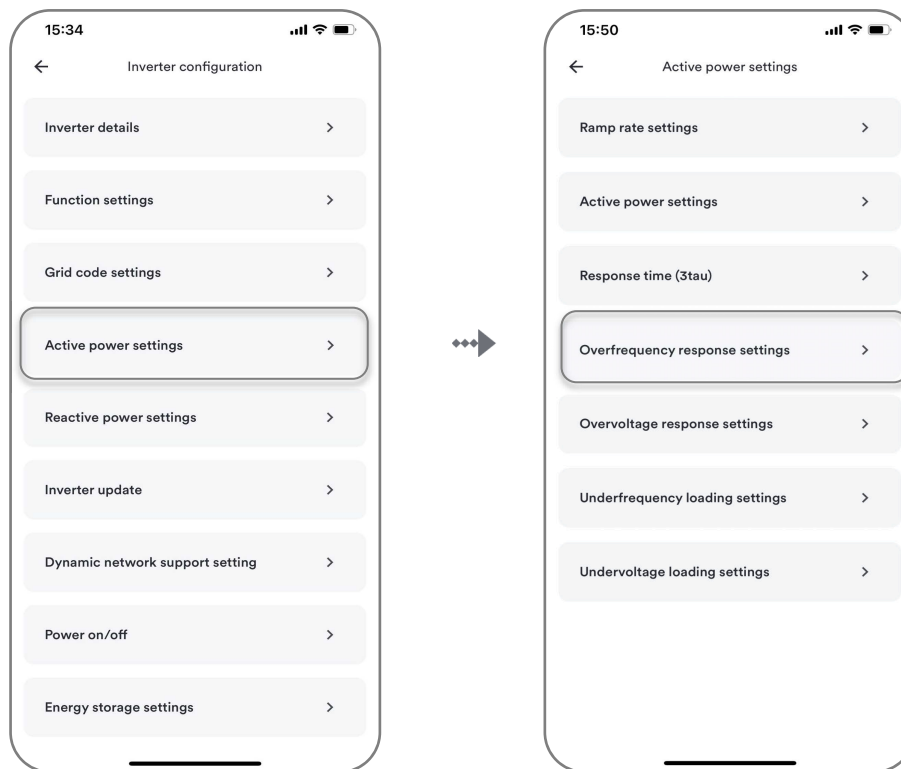 15:34
Inverter configuration
Inverter details
Function settings
Grid code settings
Active power settings
Reactive power settings
Inverter update
Dynamic network support setting
Power on/off
Energy storage settings
15:50
Active power settings
Ramp rate settings
Active power settings
Response time (3tau)
Overfrequency response settings
Overvoltage response settings
Underfrequency loading settings
Undervoltage loading settings